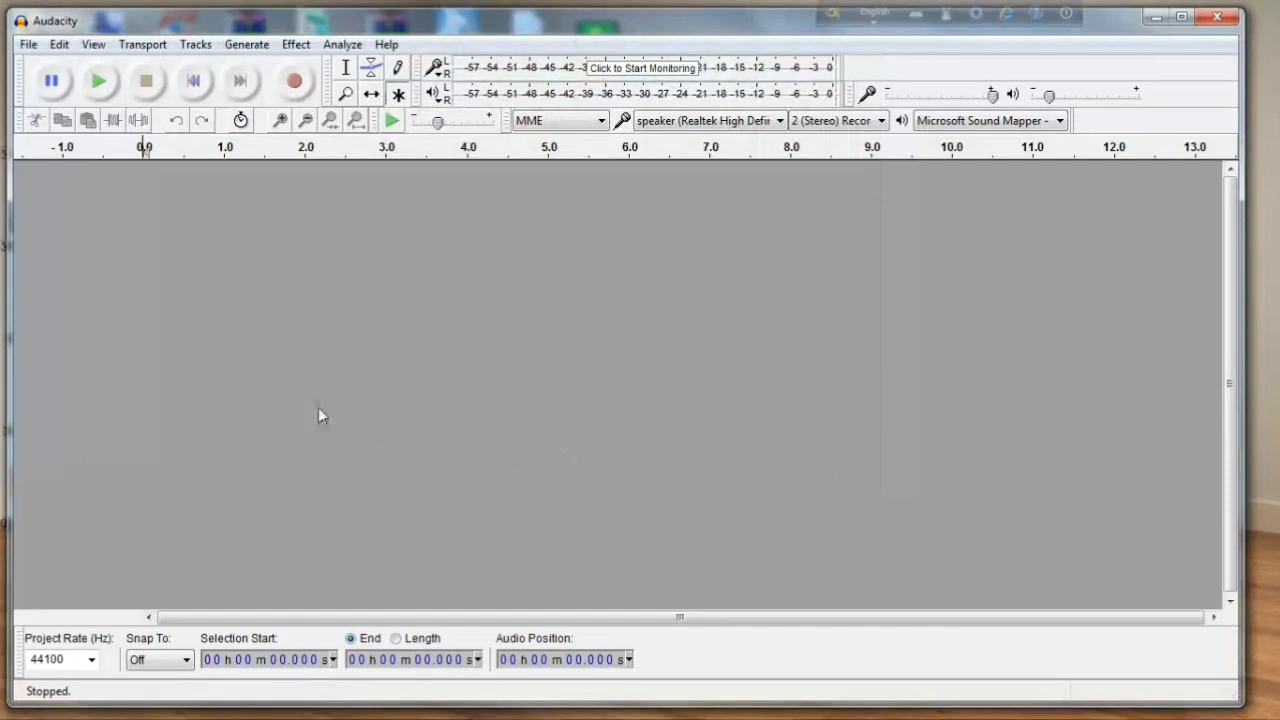 Audacity
English
File Edit View Transport Tracks Generate Effect Analyze Help
L R -57 -54 -51 -48 -45 -42 -3 Click to Start Monitoring 21 -18 -15 -12 -9 -6 -3 0
L R -57 -54 -51 -48 -45 -42 -39 -36 -33 -30 -27 -24 -21 -18 -15 -12 -9 -6 -3 0
- + - +
- + MME speaker (Realtek High Defir 2 (Stereo) Recor Microsoft Sound Mapper -
-1.0 1.0 2.0 3.0 4.0 5.0 6.0 7.0 8.0 9.0 10.0 11.0 12.0 13.0
Project Rate (Hz): Snap To: Selection Start: End Length Audio Position:
44100 Off 00 h 00 m 00.000 s 00 h 00 m 00.000 s 00 h 00 m 00.000 s
Stopped.